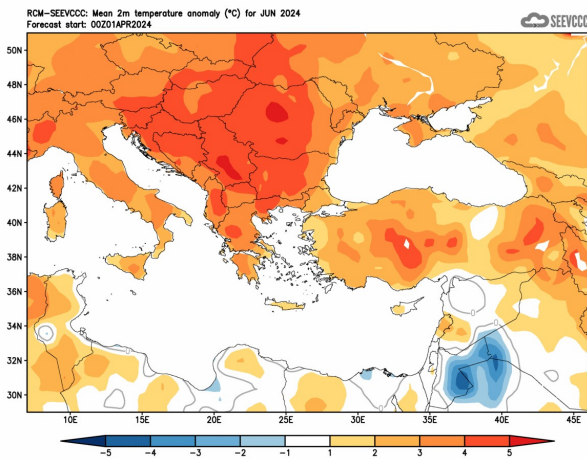 RCM-SEEVCCC: Mean 2m temperature anomaly (°C) for JUN 2024
Forecast start: 00Z01APR2024
SEEVCCC
50N
48N
46N
44N
42N
40N
38N
36N
34N
32N
30N
10E 15E 20E 25E 30E 35E 40E 45E
-5 -4 -3 -2 -1 1 2 3 4 5